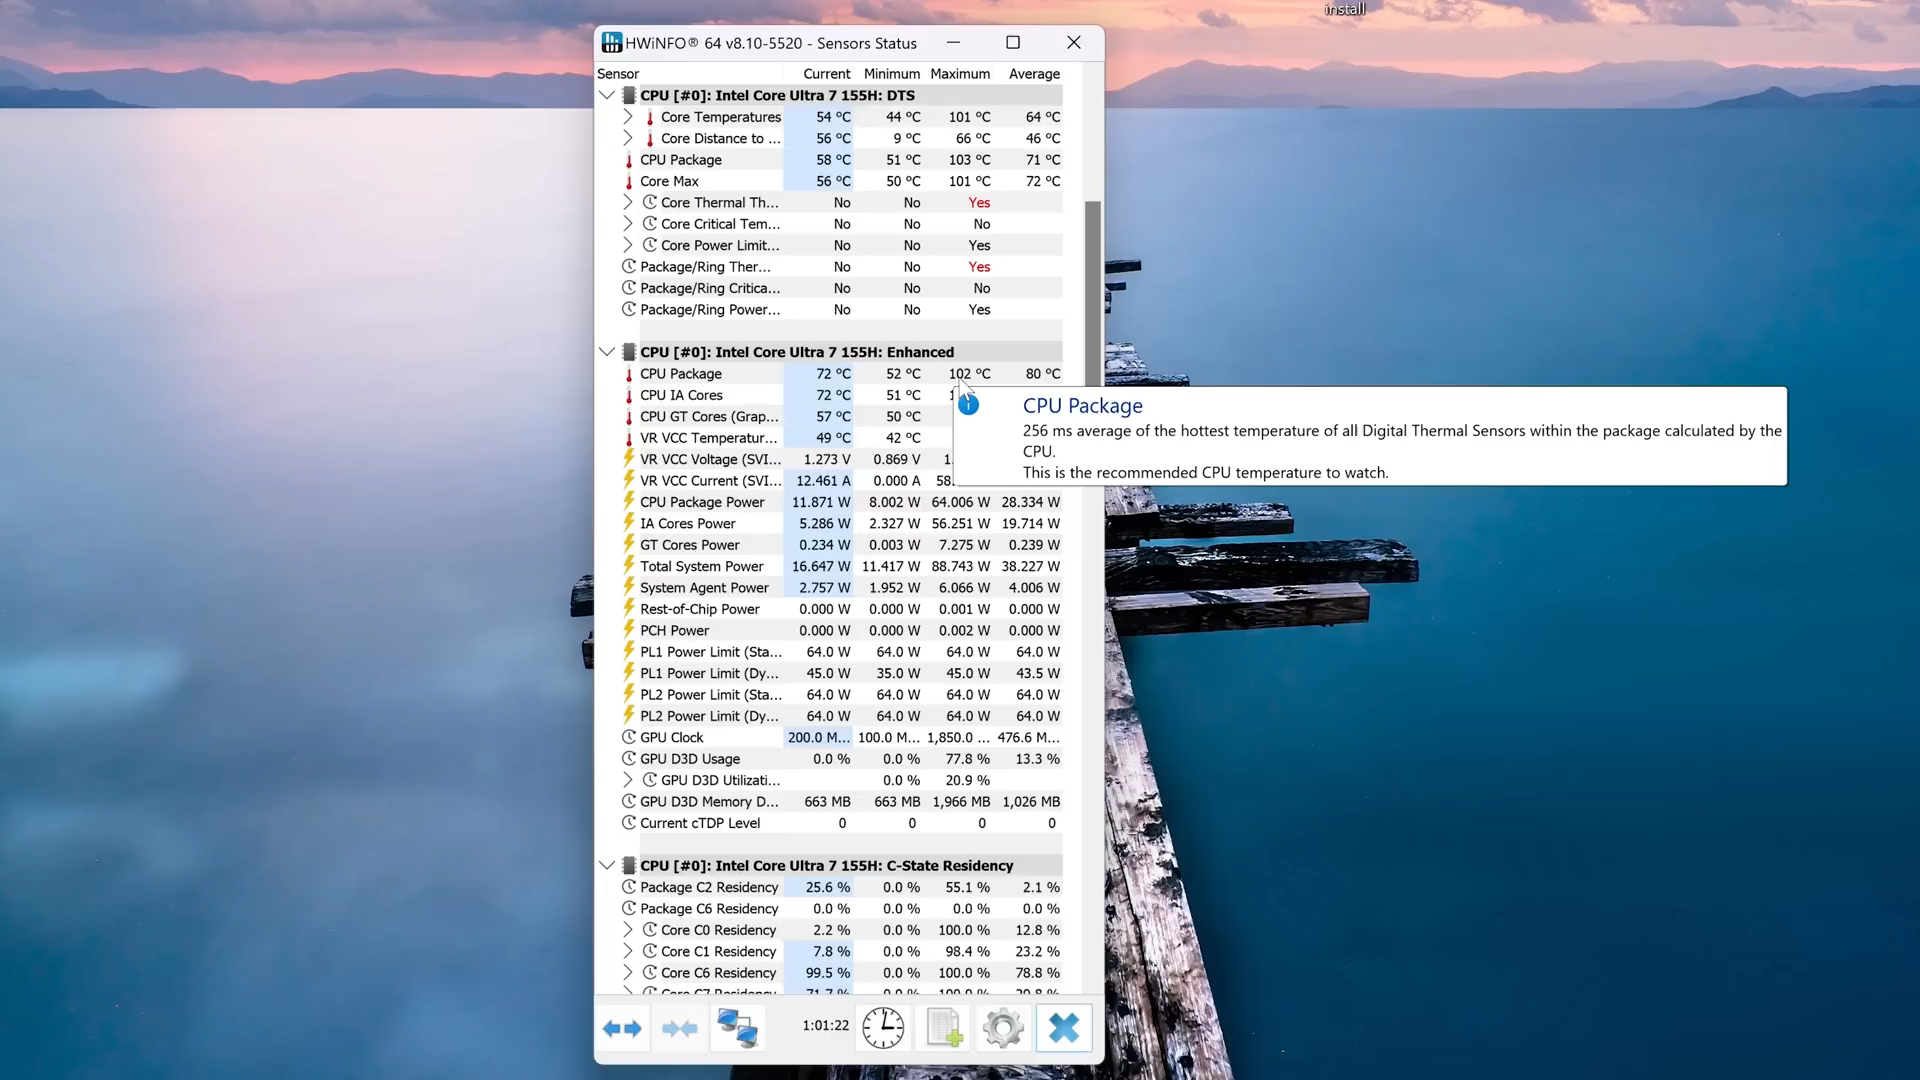 install
HWiNFO® 64 v8.10-5520 - Sensors Status
Sensor Current Minimum Maximum Average
CPU [#0]: Intel Core Ultra 7 155H: DTS
Core Temperatures 54 °C 44 °C 101 °C 64 °C
Core Distance to ... 56 °C 9 °C 66 °C 46 °C
CPU Package 58 °C 51 °C 103 °C 71 °C
Core Max 56 °C 50 °C 101 °C 72 °C
Core Thermal Th... No No Yes
Core Critical Tem... No No No
Core Power Limit... No No Yes
Package/Ring Ther... No No Yes
Package/Ring Critica... No No No
Package/Ring Power... No No Yes
CPU [#0]: Intel Core Ultra 7 155H: Enhanced
CPU Package 72 °C 52 °C 102 °C 80 °C
CPU IA Cores 72 °C 51 °C
CPU GT Cores (Grap... 57 °C 50 °C
VR VCC Temperatur... 49 °C 42 °C
VR VCC Voltage (SVI... 1.273 V 0.869 V 1.
VR VCC Current (SVI... 12.461 A 0.000 A 58.
CPU Package
256 ms average of the hottest temperature of all Digital Thermal Sensors within the package calculated by the
CPU.
This is the recommended CPU temperature to watch.
CPU Package Power 11.871 W 8.002 W 64.006 W 28.334 W
IA Cores Power 5.286 W 2.327 W 56.251 W 19.714 W
GT Cores Power 0.234 W 0.003 W 7.275 W 0.239 W
Total System Power 16.647 W 11.417 W 88.743 W 38.227 W
System Agent Power 2.757 W 1.952 W 6.066 W 4.006 W
Rest-of-Chip Power 0.000 W 0.000 W 0.001 W 0.000 W
PCH Power 0.000 W 0.000 W 0.002 W 0.000 W
PL1 Power Limit (Sta... 64.0 W 64.0 W 64.0 W 64.0 W
PL1 Power Limit (Dy... 45.0 W 35.0 W 45.0 W 43.5 W
PL2 Power Limit (Sta... 64.0 W 64.0 W 64.0 W 64.0 W
PL2 Power Limit (Dy... 64.0 W 64.0 W 64.0 W 64.0 W
GPU Clock 200.0 M... 100.0 M... 1,850.0 ... 476.6 M...
GPU D3D Usage 0.0 % 0.0 % 77.8 % 13.3 %
GPU D3D Utilizati... 0.0 % 20.9 %
GPU D3D Memory D... 663 MB 663 MB 1,966 MB 1,026 MB
Current cTDP Level 0 0 0 0
CPU [#0]: Intel Core Ultra 7 155H: C-State Residency
Package C2 Residency 25.6 % 0.0 % 55.1 % 2.1 %
Package C6 Residency 0.0 % 0.0 % 0.0 % 0.0 %
Core C0 Residency 2.2 % 0.0 % 100.0 % 12.8 %
Core C1 Residency 7.8 % 0.0 % 98.4 % 23.2 %
Core C6 Residency 99.5 % 0.0 % 100.0 % 78.8 %
Core C7 Residency 71.7 % 0.0 % 100.0 %
1:01:22